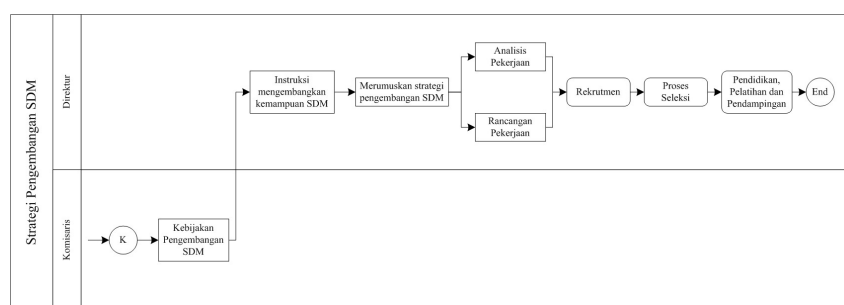 Strategi Pengembangan SDM
Direktur
Instruksi
mengembangkan
kemampuan SDM
Merumuskan strategi
pengembangan SDM
Analisis
Pekerjaan
Rancangan
Pekerjaan
Rekrutmen
Proses
Seleksi
Pendidikan,
Pelatihan dan
Pendampingan
End
Komisaris
K
Kebijakan
Pengembangan
SDM